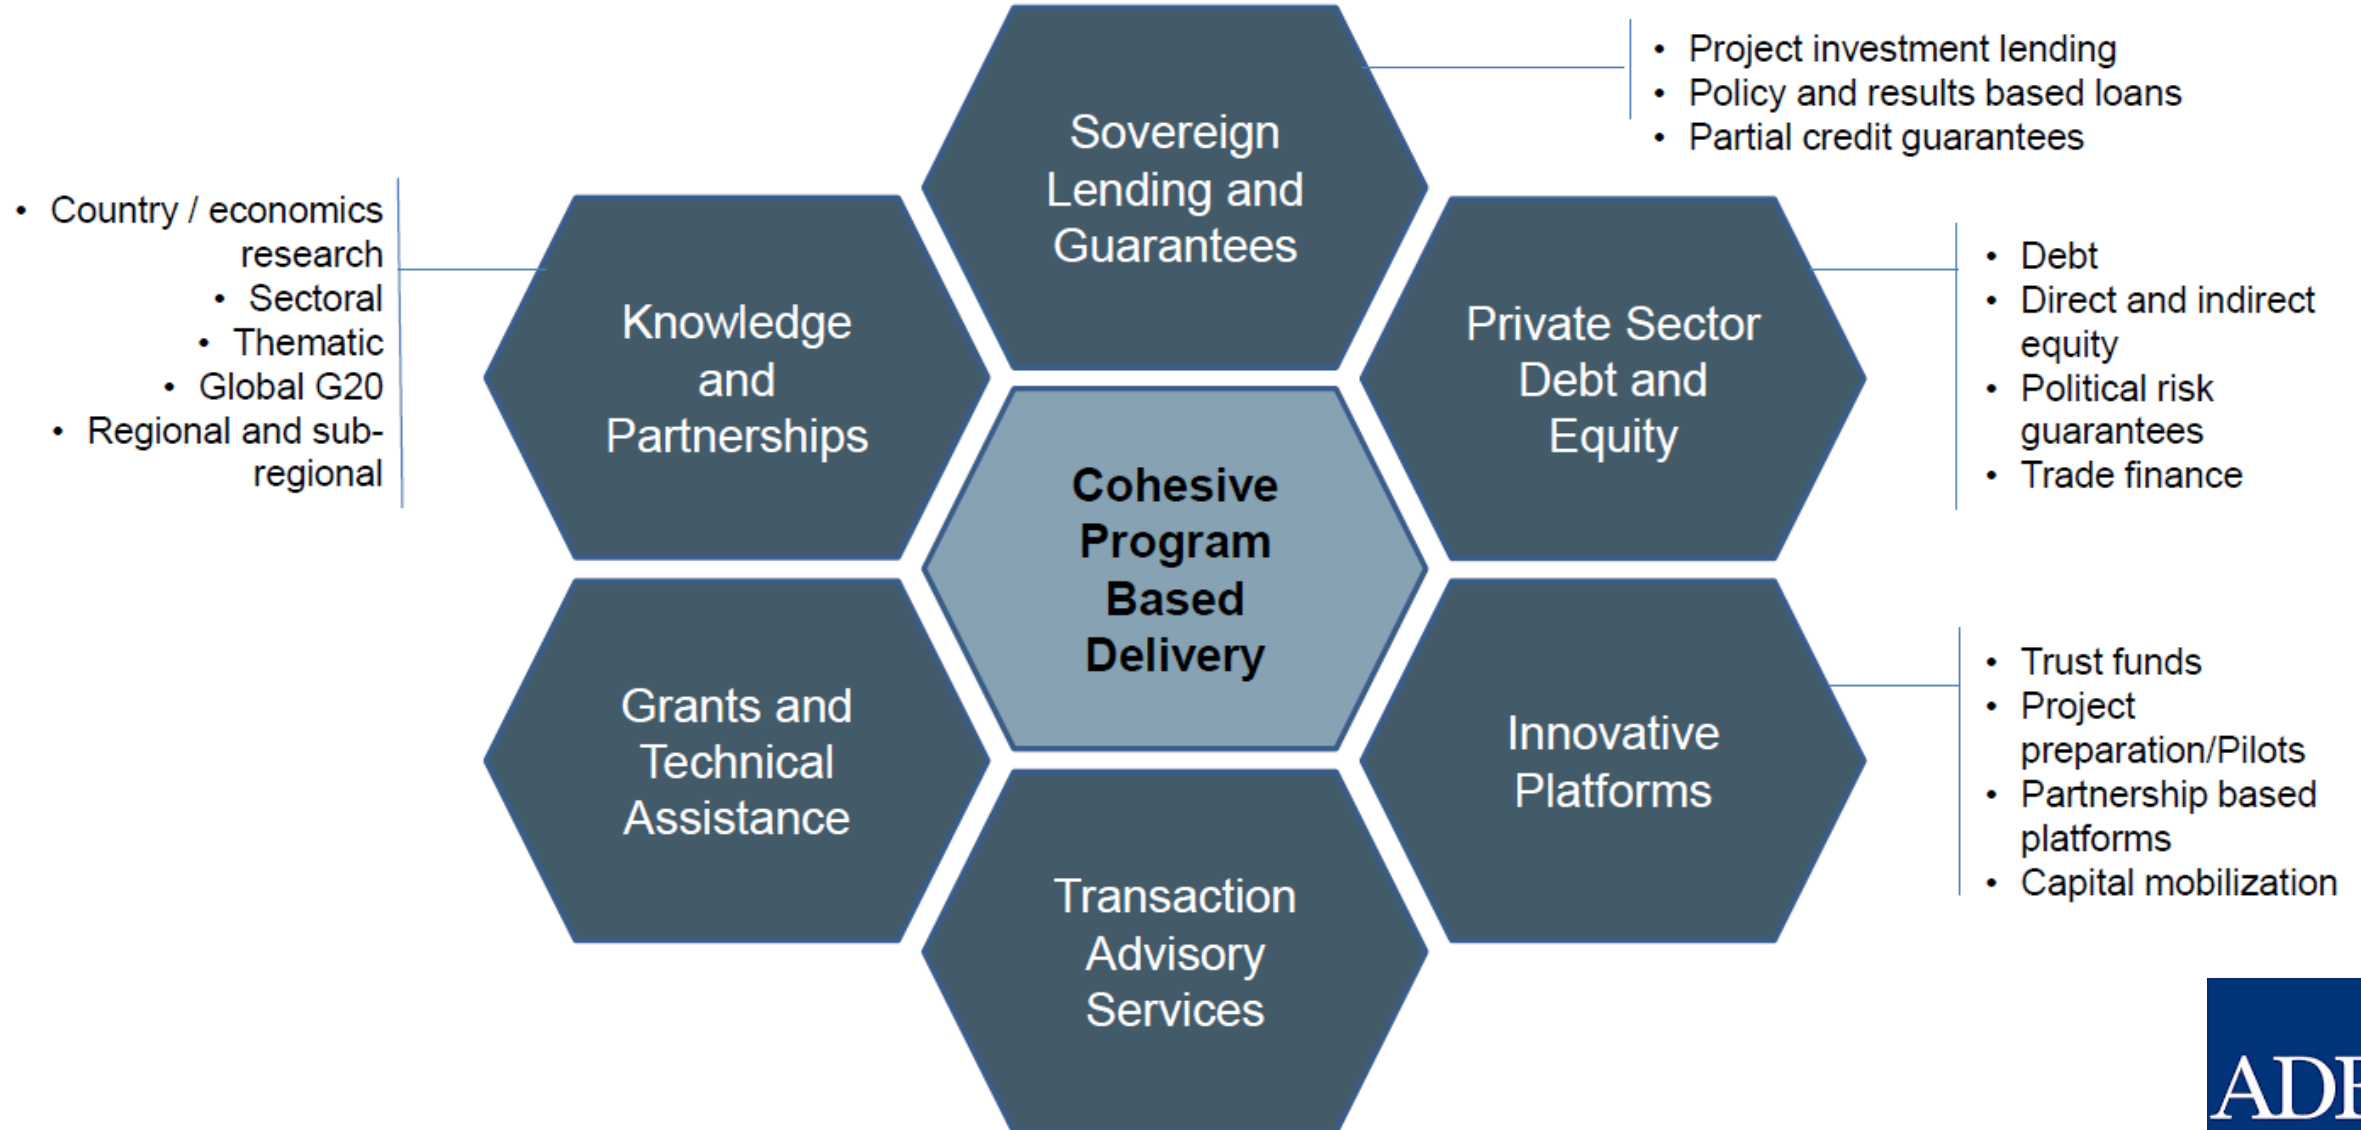 Sovereign
Lending and
Guarantees
• Project investment lending
• Policy and results based loans
• Partial credit guarantees
• Country / economics
research
• Sectoral
• Thematic
• Global G20
• Regional and sub-
regional
Knowledge
and
Partnerships
Private Sector
Debt and
Equity
• Debt
• Direct and indirect
equity
• Political risk
guarantees
• Trade finance
Cohesive
Program
Based
Delivery
Grants and
Technical
Assistance
Innovative
Platforms
• Trust funds
• Project
preparation/Pilots
• Partnership based
platforms
• Capital mobilization
Transaction
Advisory
Services
ADB